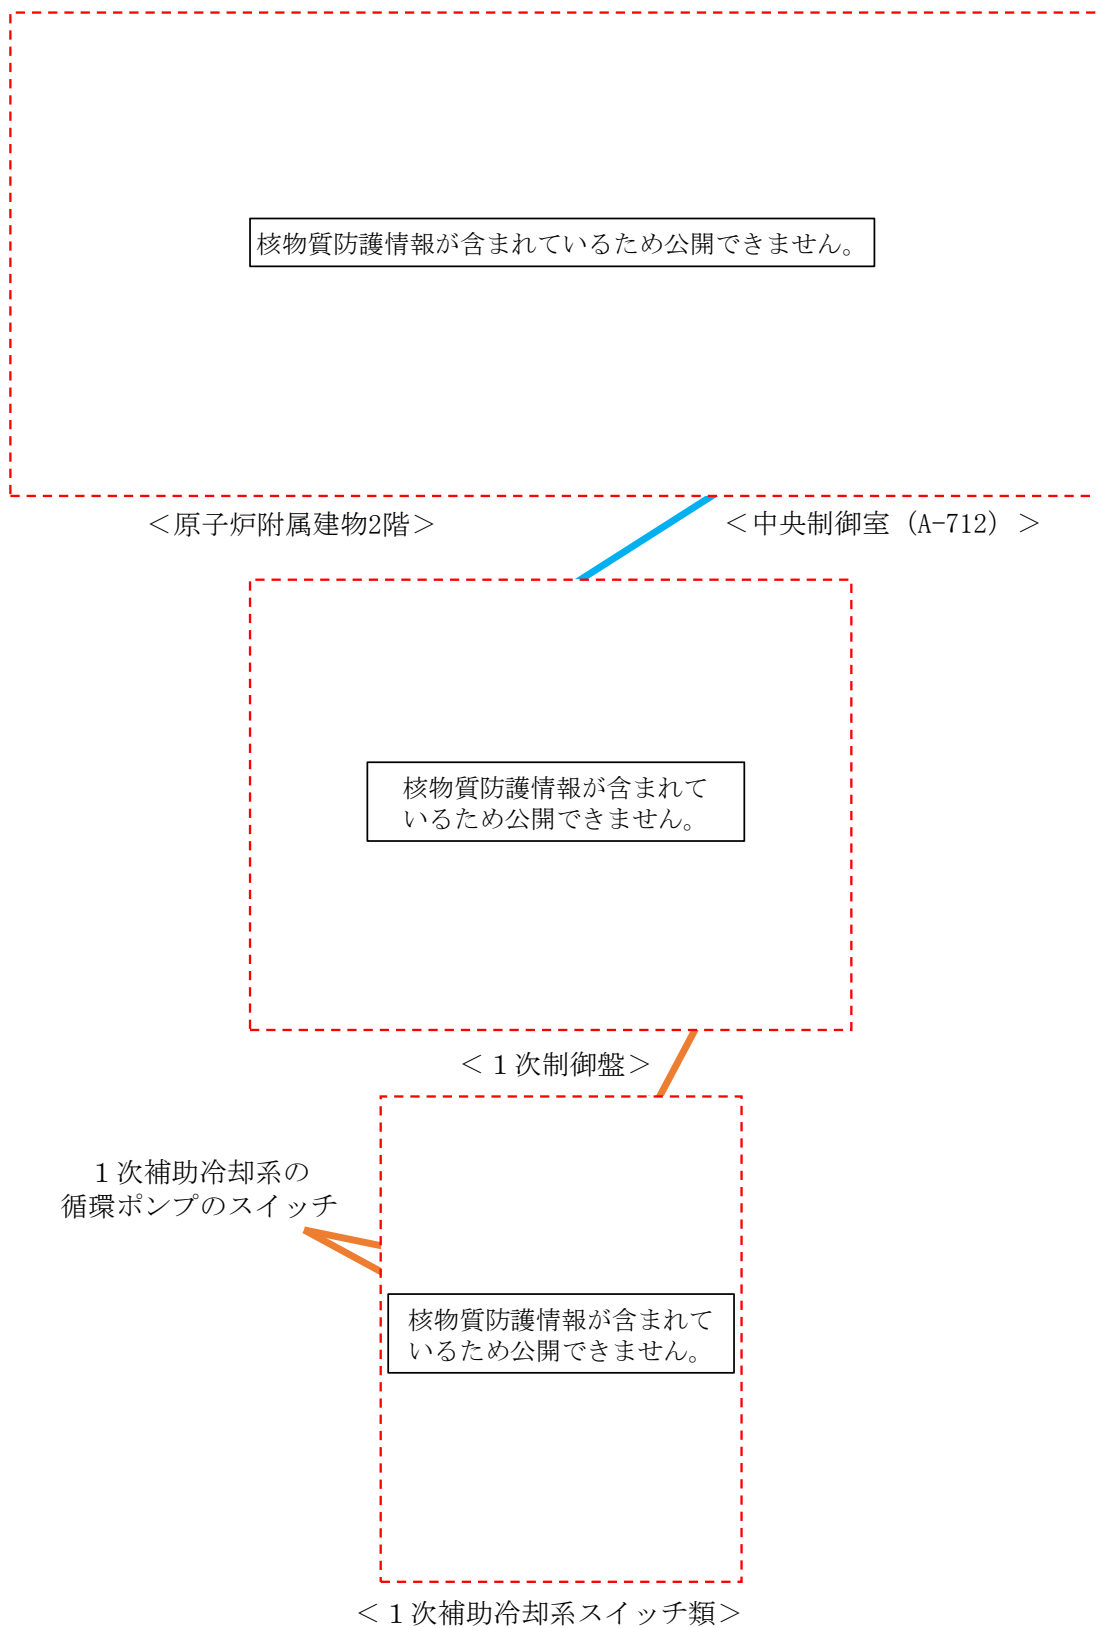 核物質防護情報が含まれているため公開できません。
＜原子炉附属建物2階＞
＜中央制御室（A-712）＞
核物質防護情報が含まれて
いるため公開できません。
＜１次制御盤＞
１次補助冷却系の
循環ポンプのスイッチ
核物質防護情報が含まれて
いるため公開できません。
＜１次補助冷却系スイッチ類＞